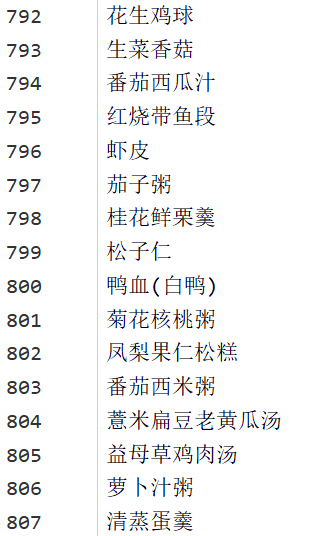 792 花生鸡球
793 生菜香菇
794 番茄西瓜汁
795 红烧带鱼段
796 虾皮
797 茄子粥
798 桂花鲜栗羹
799 松子仁
800 鸭血(白鸭)
801 菊花核桃粥
802 凤梨果仁松糕
803 番茄西米粥
804 薏米扁豆老黄瓜汤
805 益母草鸡肉汤
806 萝卜汁粥
807 清蒸蛋羹